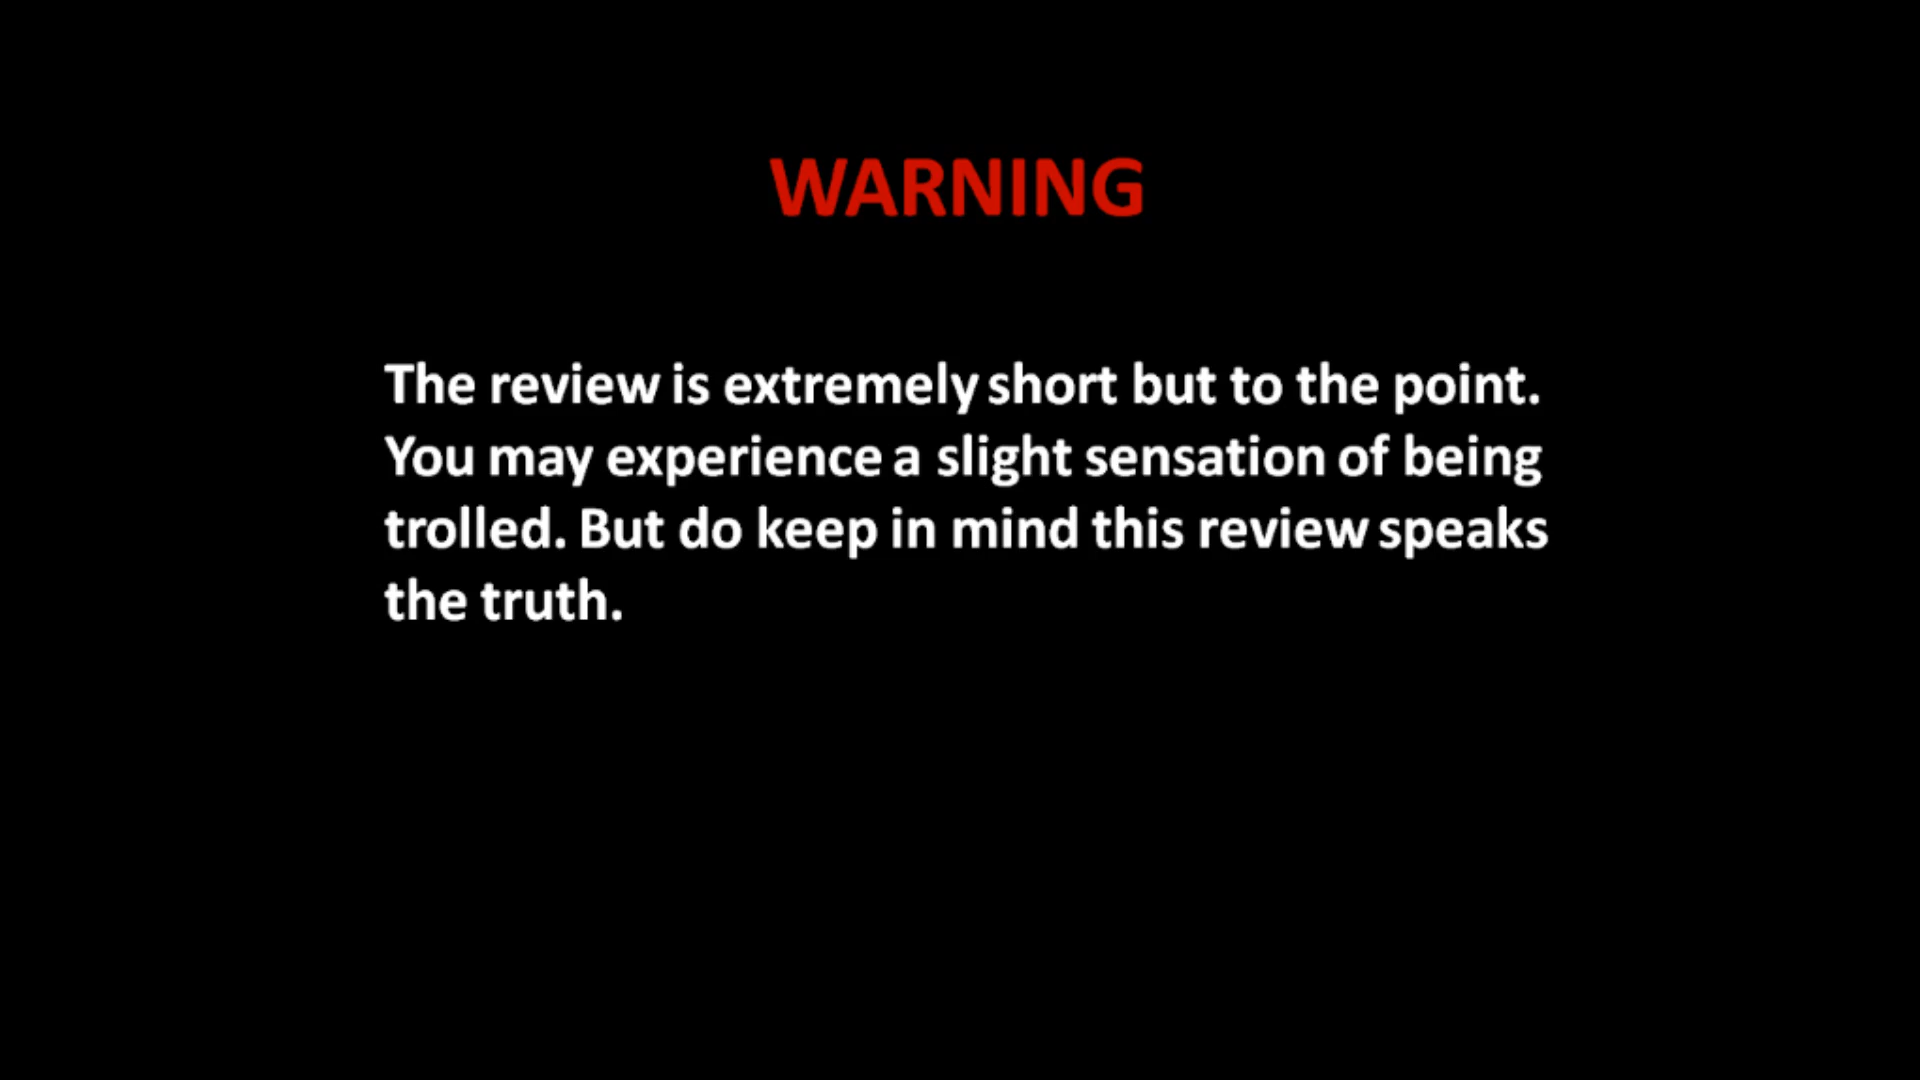 WARNING
The review is extremely short but to the point.
You may experience a slight sensation of being
trolled. But do keep in mind this review speaks
the truth.